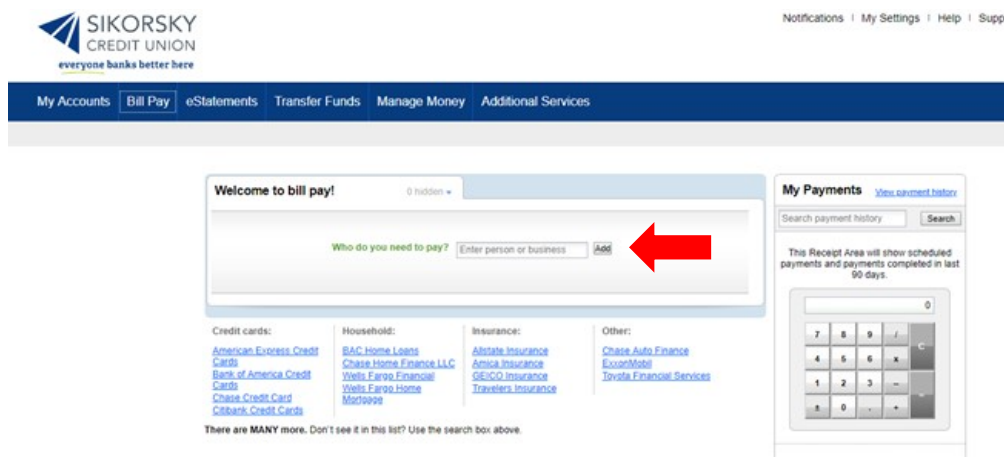 SIKORSKY
CREDIT UNION
everyone banks better here
Notifications | My Settings | Help | Supp
My Accounts Bill Pay eStatements Transfer Funds Manage Money Additional Services
Welcome to bill pay! 0 hidden
Who do you need to pay? Enter person or business Add
My Payments View payment history
Search payment history Search
This Receipt Area will show scheduled
payments and payments completed in last
90 days.
0
7 8 9 / C
4 5 6 x
1 2 3 – =
± 0 . +
Credit cards:
American Express Credit
Cards
Bank of America Credit
Cards
Chase Credit Card
Citibank Credit Cards
Household:
BAC Home Loans
Chase Home Finance LLC
Wells Fargo Financial
Wells Fargo Home
Mortgage
Insurance:
Allstate Insurance
Amica Insurance
GEICO Insurance
Travelers Insurance
Other:
Chase Auto Finance
ExxonMobil
Toyota Financial Services
There are MANY more. Don't see it in this list? Use the search box above.